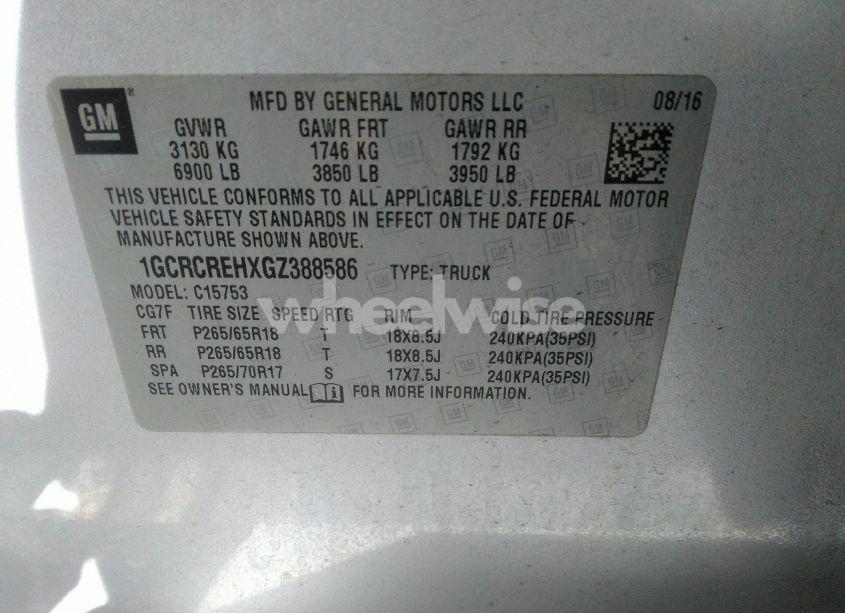 GM ® MFD BY GENERAL MOTORS LLC 08/16
GVWR GAWR FRT GAWR RR
3130 KG 1746 KG 1792 KG
6900 LB 3850 LB 3950 LB
THIS VEHICLE CONFORMS TO ALL APPLICABLE U.S. FEDERAL MOTOR
VEHICLE SAFETY STANDARDS IN EFFECT ON THE DATE OF
MANUFACTURE SHOWN ABOVE.
1GCRCREHXGZ388586 TYPE: TRUCK
MODEL: C15753
wheelwise
CG7F TIRE SIZE SPEED RTG RIM COLD TIRE PRESSURE
FRT P265/65R18 T 18X8.5J 240KPA(35PSI)
RR P265/65R18 T 18X8.5J 240KPA(35PSI)
SPA P265/70R17 S 17X7.5J 240KPA(35PSI)
SEE OWNER'S MANUAL FOR MORE INFORMATION.